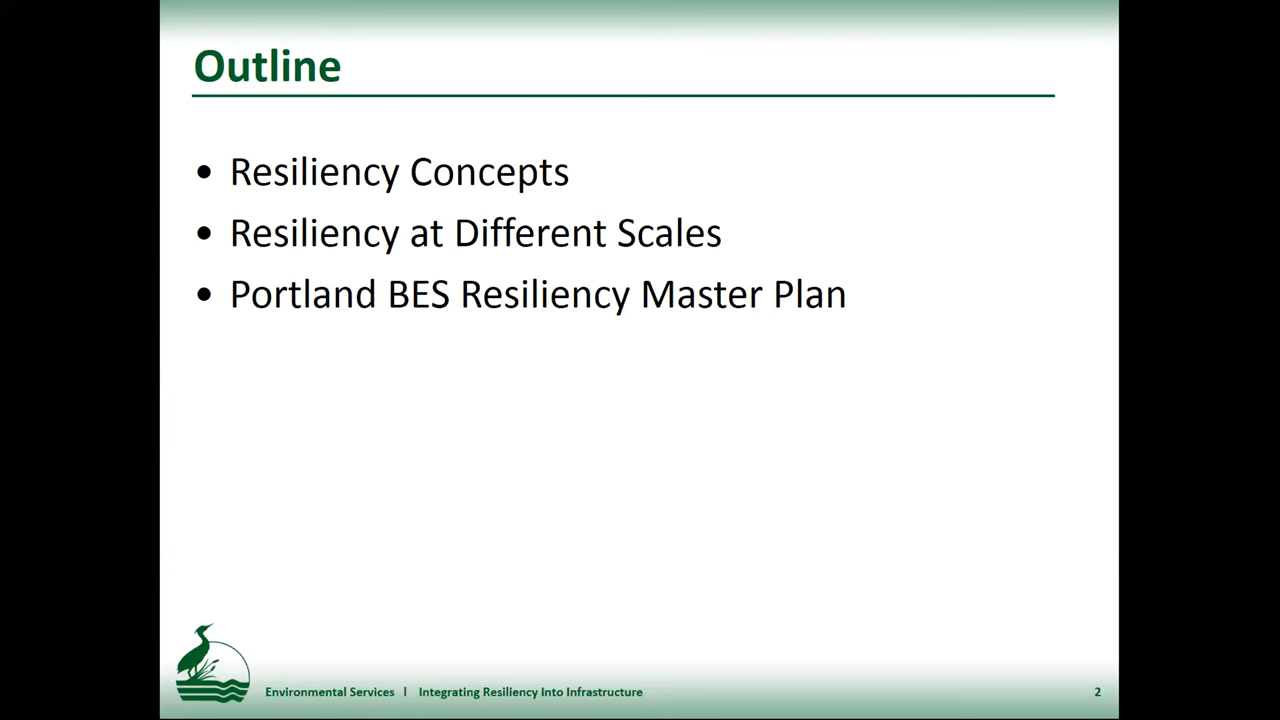 Outline
• Resiliency Concepts
• Resiliency at Different Scales
• Portland BES Resiliency Master Plan
Environmental Services | Integrating Resiliency Into Infrastructure 2